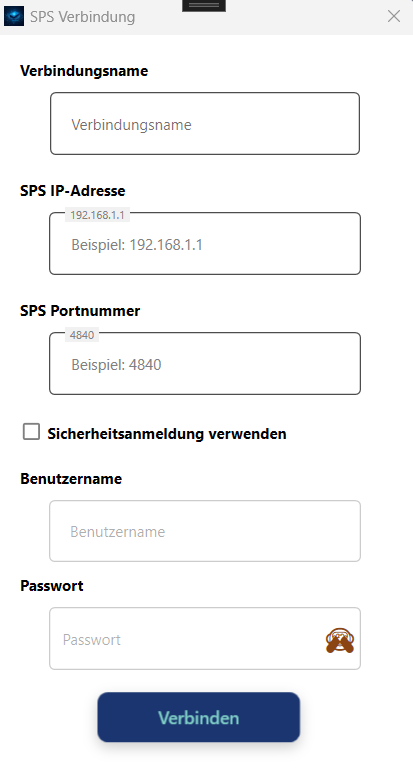 SPS Verbindung
Verbindungsname
Verbindungsname
SPS IP-Adresse
192.168.1.1
Beispiel: 192.168.1.1
SPS Portnummer
4840
Beispiel: 4840
Sicherheitsanmeldung verwenden
Benutzername
Benutzername
Passwort
Passwort
Verbinden